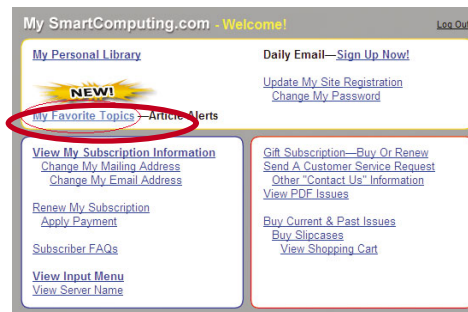 My SmartComputing.com - Welcome!
Log Out
My Personal Library
NEW!
My Favorite Topics—Article Alerts
Daily Email—Sign Up Now!
Update My Site Registration
Change My Password
View My Subscription Information
Change My Mailing Address
Change My Email Address
Renew My Subscription
Apply Payment
Subscriber FAQs
View Input Menu
View Server Name
Gift Subscription—Buy Or Renew
Send A Customer Service Request
Other "Contact Us" Information
View PDF Issues
Buy Current & Past Issues
Buy Slipcases
View Shopping Cart